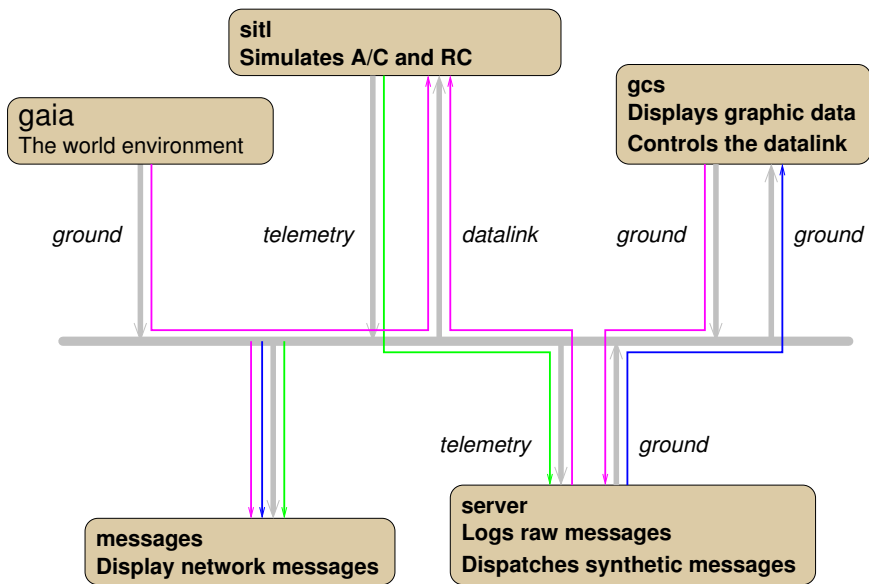 sitl
Simulates A/C and RC
gcs
Displays graphic data
Controls the datalink
gaia
The world environment
ground
telemetry
datalink
ground
ground
telemetry
ground
server
Logs raw messages
Dispatches synthetic messages
messages
Display network messages